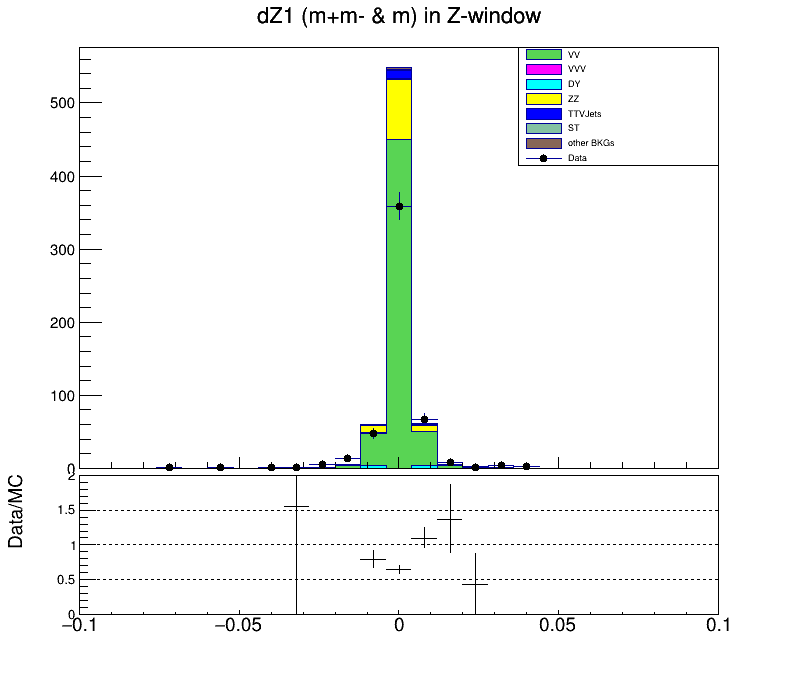 dZ1 (m+m- & m) in Z-window
VV
VVV
DY
ZZ
TTVJets
ST
other BKGs
Data
500
400
300
200
100
0
Data/MC
2
1.5
1
0.5
0
−0.1
−0.05
0
0.05
0.1